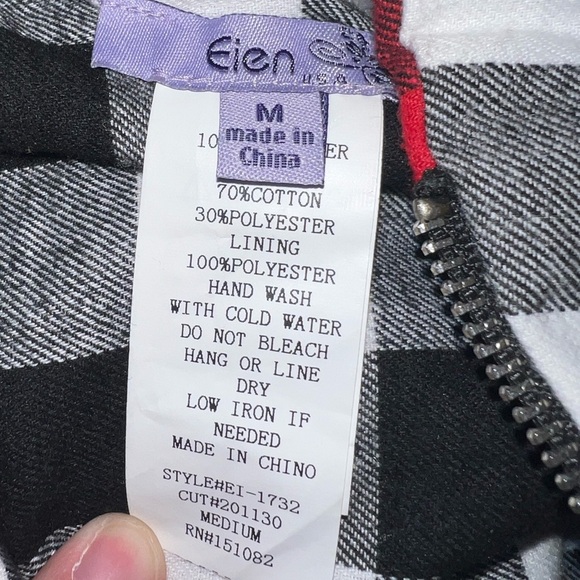 Eien
U.S.A
M
made in
China
10 ER
70%COTTON
30%POLYESTER
LINING
100%POLYESTER
HAND WASH
WITH COLD WATER
DO NOT BLEACH
HANG OR LINE
DRY
LOW IRON IF
NEEDED
MADE IN CHINO
STYLE#EI-1732
CUT#201130
MEDIUM
RN#151082